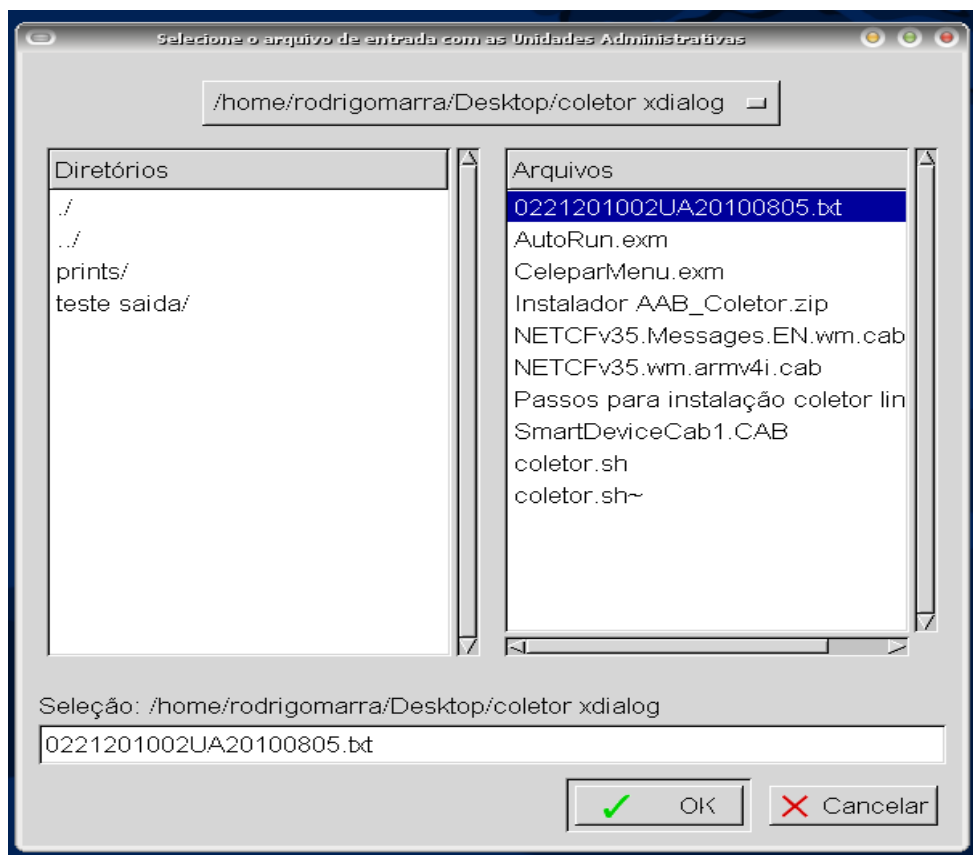 Selecione o arquivo de entrada com as Unidades Administrativas
/home/rodrigomarra/Desktop/coletor xdialog
Diretórios
./
../
prints/
teste saida/
Arquivos
0221201002UA20100805.txt
AutoRun.exm
CeleparMenu.exm
Instalador AAB_Coletor.zip
NETCFv35.Messages.EN.wm.cab
NETCFv35.wm.armv4i.cab
Passos para instalação coletor lin
SmartDeviceCab1.CAB
coletor.sh
coletor.sh~
Seleção: /home/rodrigomarra/Desktop/coletor xdialog
0221201002UA20100805.txt
OK
Cancelar